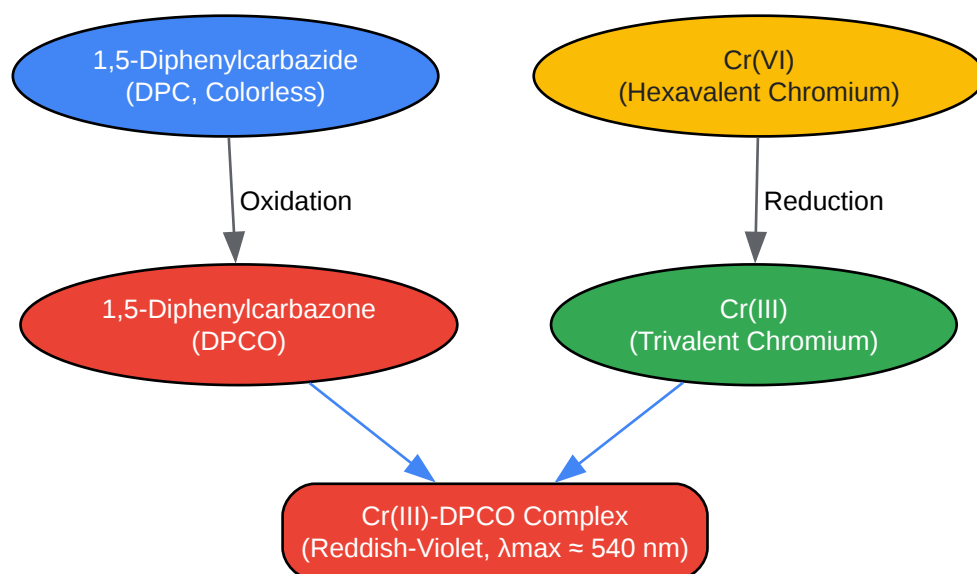 1,5-Diphenylcarbazide
(DPC, Colorless)
Cr(VI)
(Hexavalent Chromium)
Oxidation
Reduction
1,5-Diphenylcarbazone
(DPCO)
Cr(III)
(Trivalent Chromium)
Cr(III)-DPCO Complex
(Reddish-Violet, λmax ≈ 540 nm)